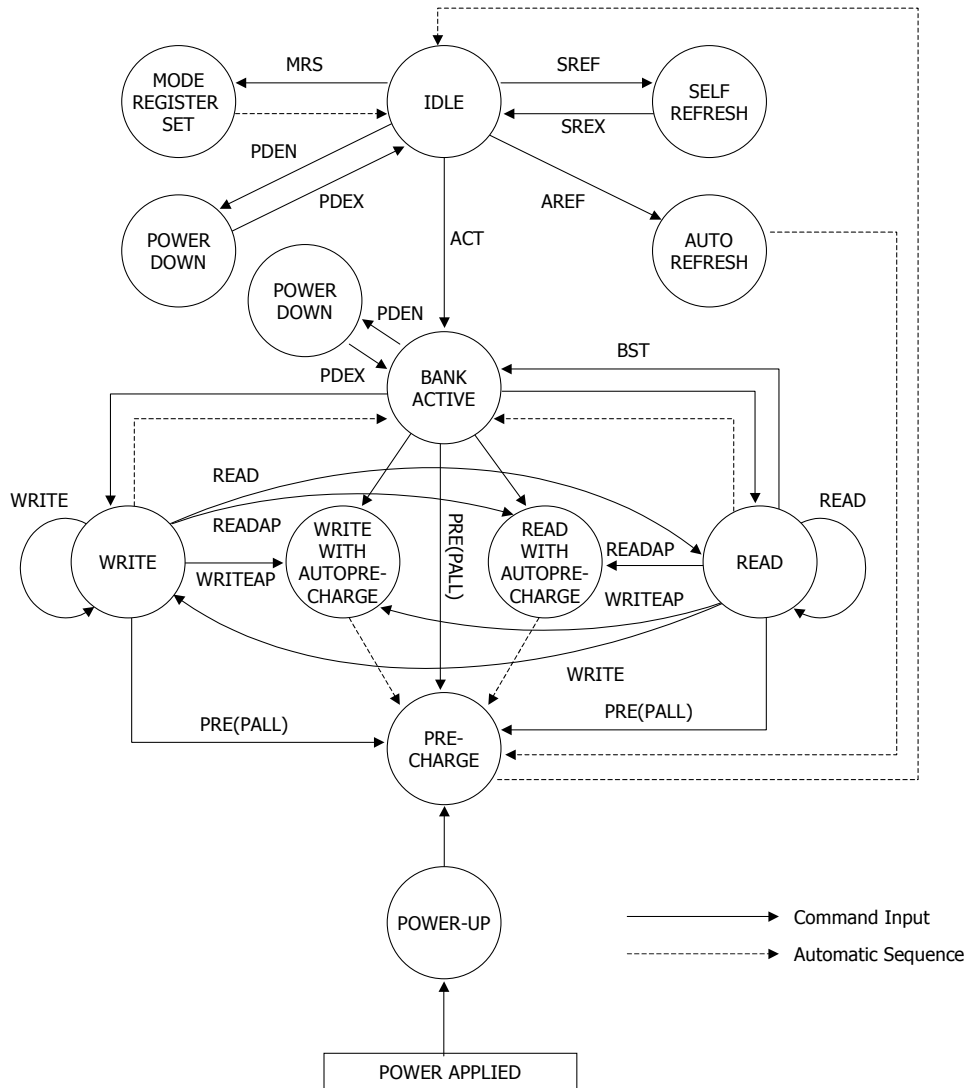 MRS
SREF
MODE
REGISTER
SET
IDLE
SELF
REFRESH
SREX
PDEN
PDEX
AREF
POWER
DOWN
AUTO
REFRESH
ACT
POWER
DOWN
PDEN
PDEX
BST
BANK
ACTIVE
WRITE
READ
READ
READAP
WRITE
WRITE
WITH
AUTOPRE-
CHARGE
PRE(PALL)
READ
WITH
AUTOPRE-
CHARGE
READAP
READ
WRITEAP
WRITEAP
WRITE
PRE(PALL)
PRE(PALL)
PRE-
CHARGE
POWER-UP
Command Input
Automatic Sequence
POWER APPLIED